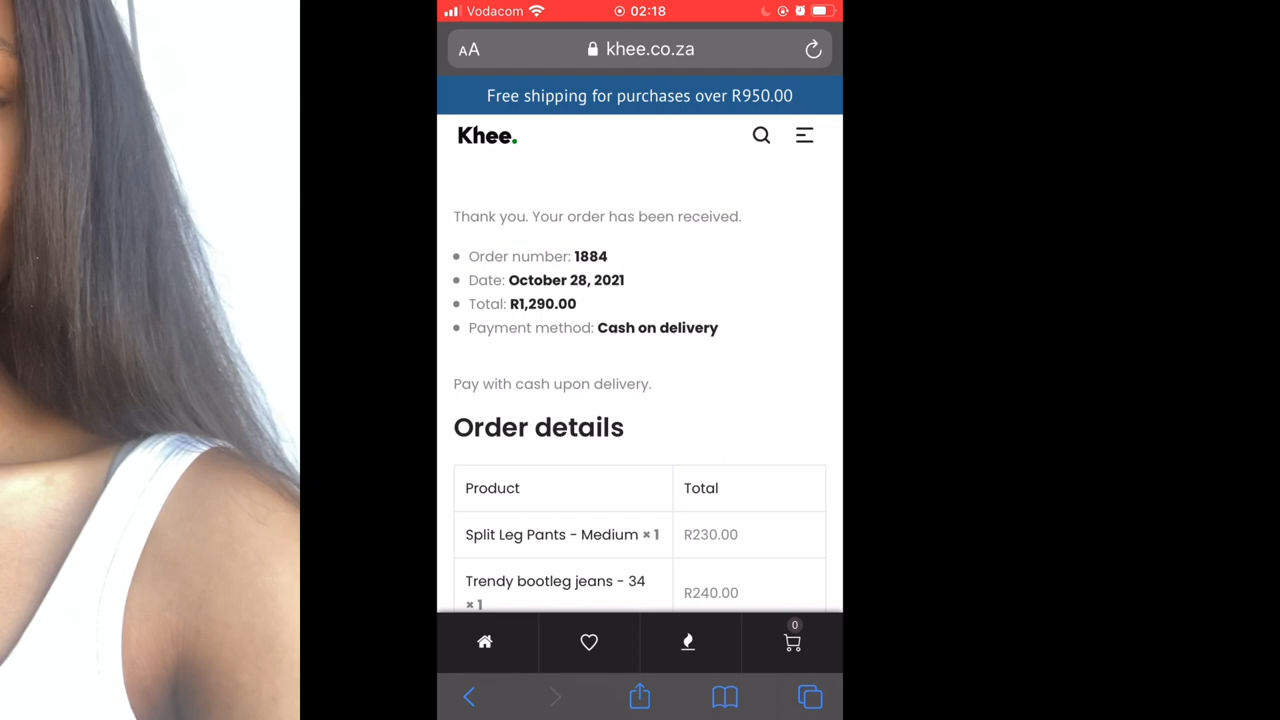 Vodacom 02:18
AA khee.co.za
Free shipping for purchases over R950.00
Khee.
Thank you. Your order has been received.
Order number: 1884
Date: October 28, 2021
Total: R1,290.00
Payment method: Cash on delivery
Pay with cash upon delivery.
Order details
Product Total
Split Leg Pants - Medium × 1 R230.00
Trendy bootleg jeans - 34
× 1 R240.00
0